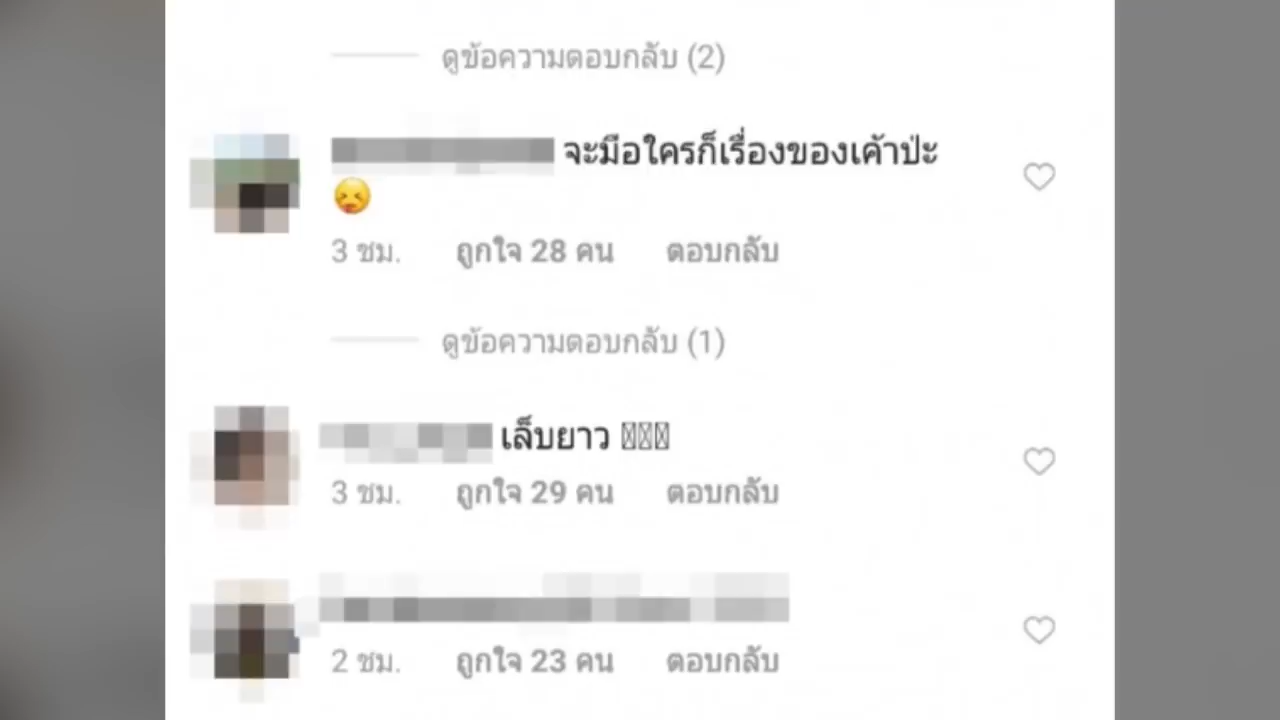 ดูข้อความตอบกลับ (2)
จะมือใครก็เรื่องของเค้าป่ะ
3 ชม. ถูกใจ 28 คน ตอบกลับ
ดูข้อความตอบกลับ (1)
เล็บยาว
3 ชม. ถูกใจ 29 คน ตอบกลับ
2 ชม. ถูกใจ 23 คน ตอบกลับ